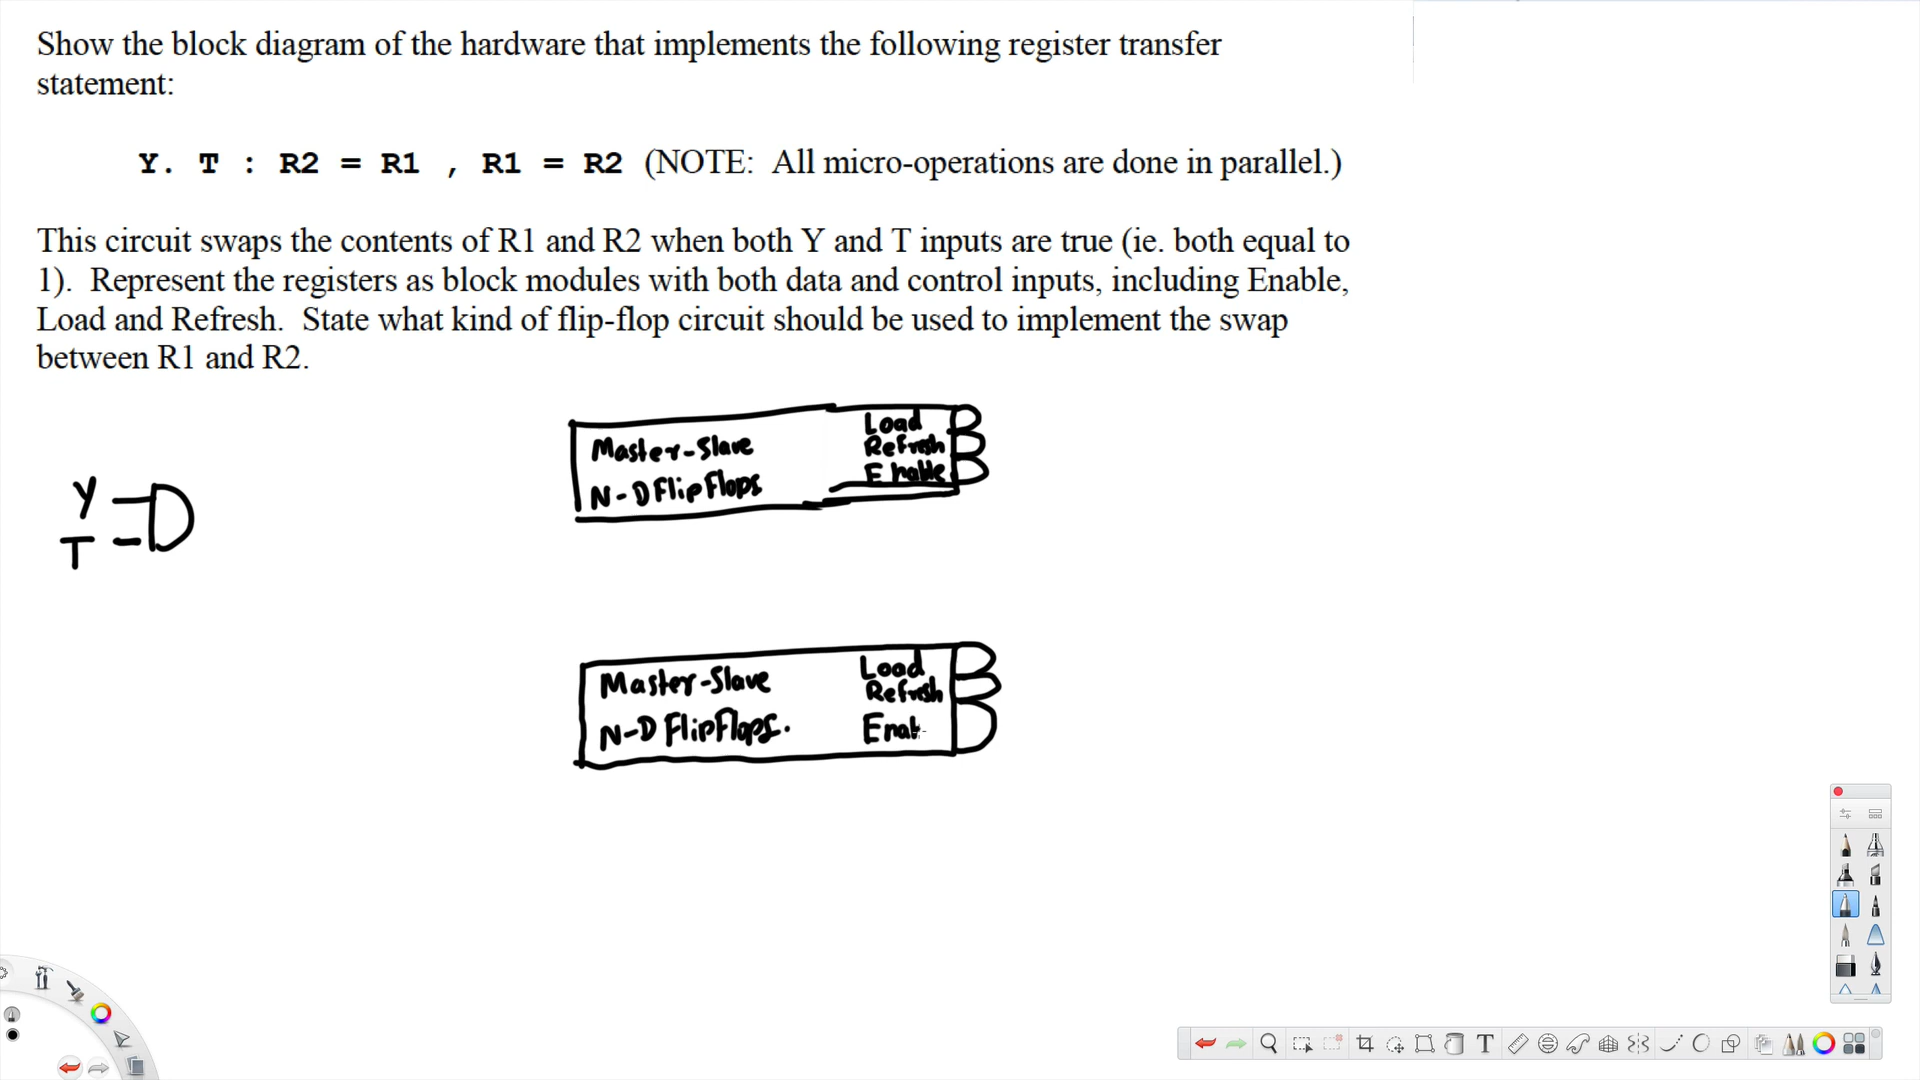 Show the block diagram of the hardware that implements the following register transfer
statement:
Y. T : R2 = R1 , R1 = R2 (NOTE: All micro-operations are done in parallel.)
This circuit swaps the contents of R1 and R2 when both Y and T inputs are true (ie. both equal to
1). Represent the registers as block modules with both data and control inputs, including Enable,
Load and Refresh. State what kind of flip-flop circuit should be used to implement the swap
between R1 and R2.
Load
Master-Slave Refresh
Enable
N-D FlipFlops
Y
T
Load
Master-Slave Refresh
N-D FlipFlops. Enab
T